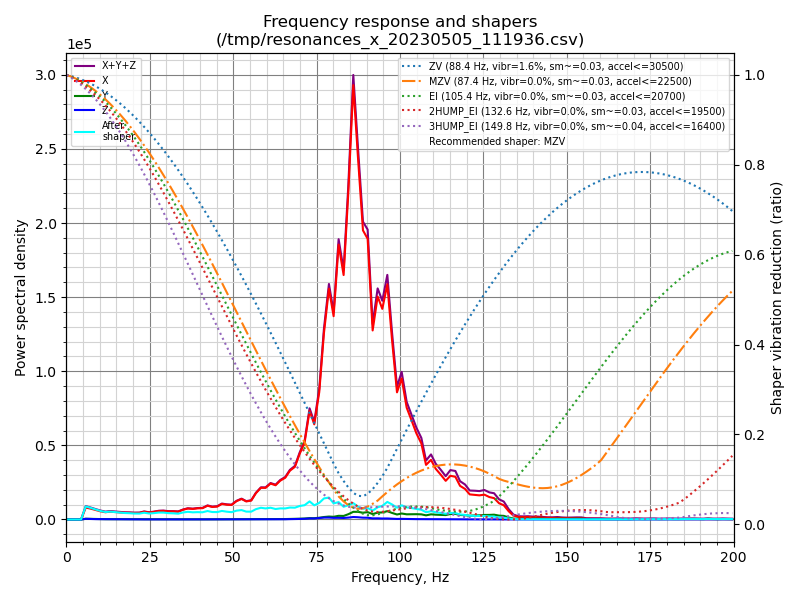 Frequency response and shapers
(/tmp/resonances_x_20230505_111936.csv)
1e5
X+Y+Z
X
Y
Z
After
shaper
ZV (88.4 Hz, vibr=1.6%, sm~=0.03, accel<=30500)
MZV (87.4 Hz, vibr=0.0%, sm~=0.03, accel<=22500)
EI (105.4 Hz, vibr=0.0%, sm~=0.03, accel<=20700)
2HUMP_EI (132.6 Hz, vibr=0.0%, sm~=0.03, accel<=19500)
3HUMP_EI (149.8 Hz, vibr=0.0%, sm~=0.04, accel<=16400)
Recommended shaper: MZV
Power spectral density
3.0
2.5
2.0
1.5
1.0
0.5
0.0
0 25 50 75 100 125 150 175 200
Frequency, Hz
1.0
0.8
0.6
0.4
0.2
0.0
Shaper vibration reduction (ratio)